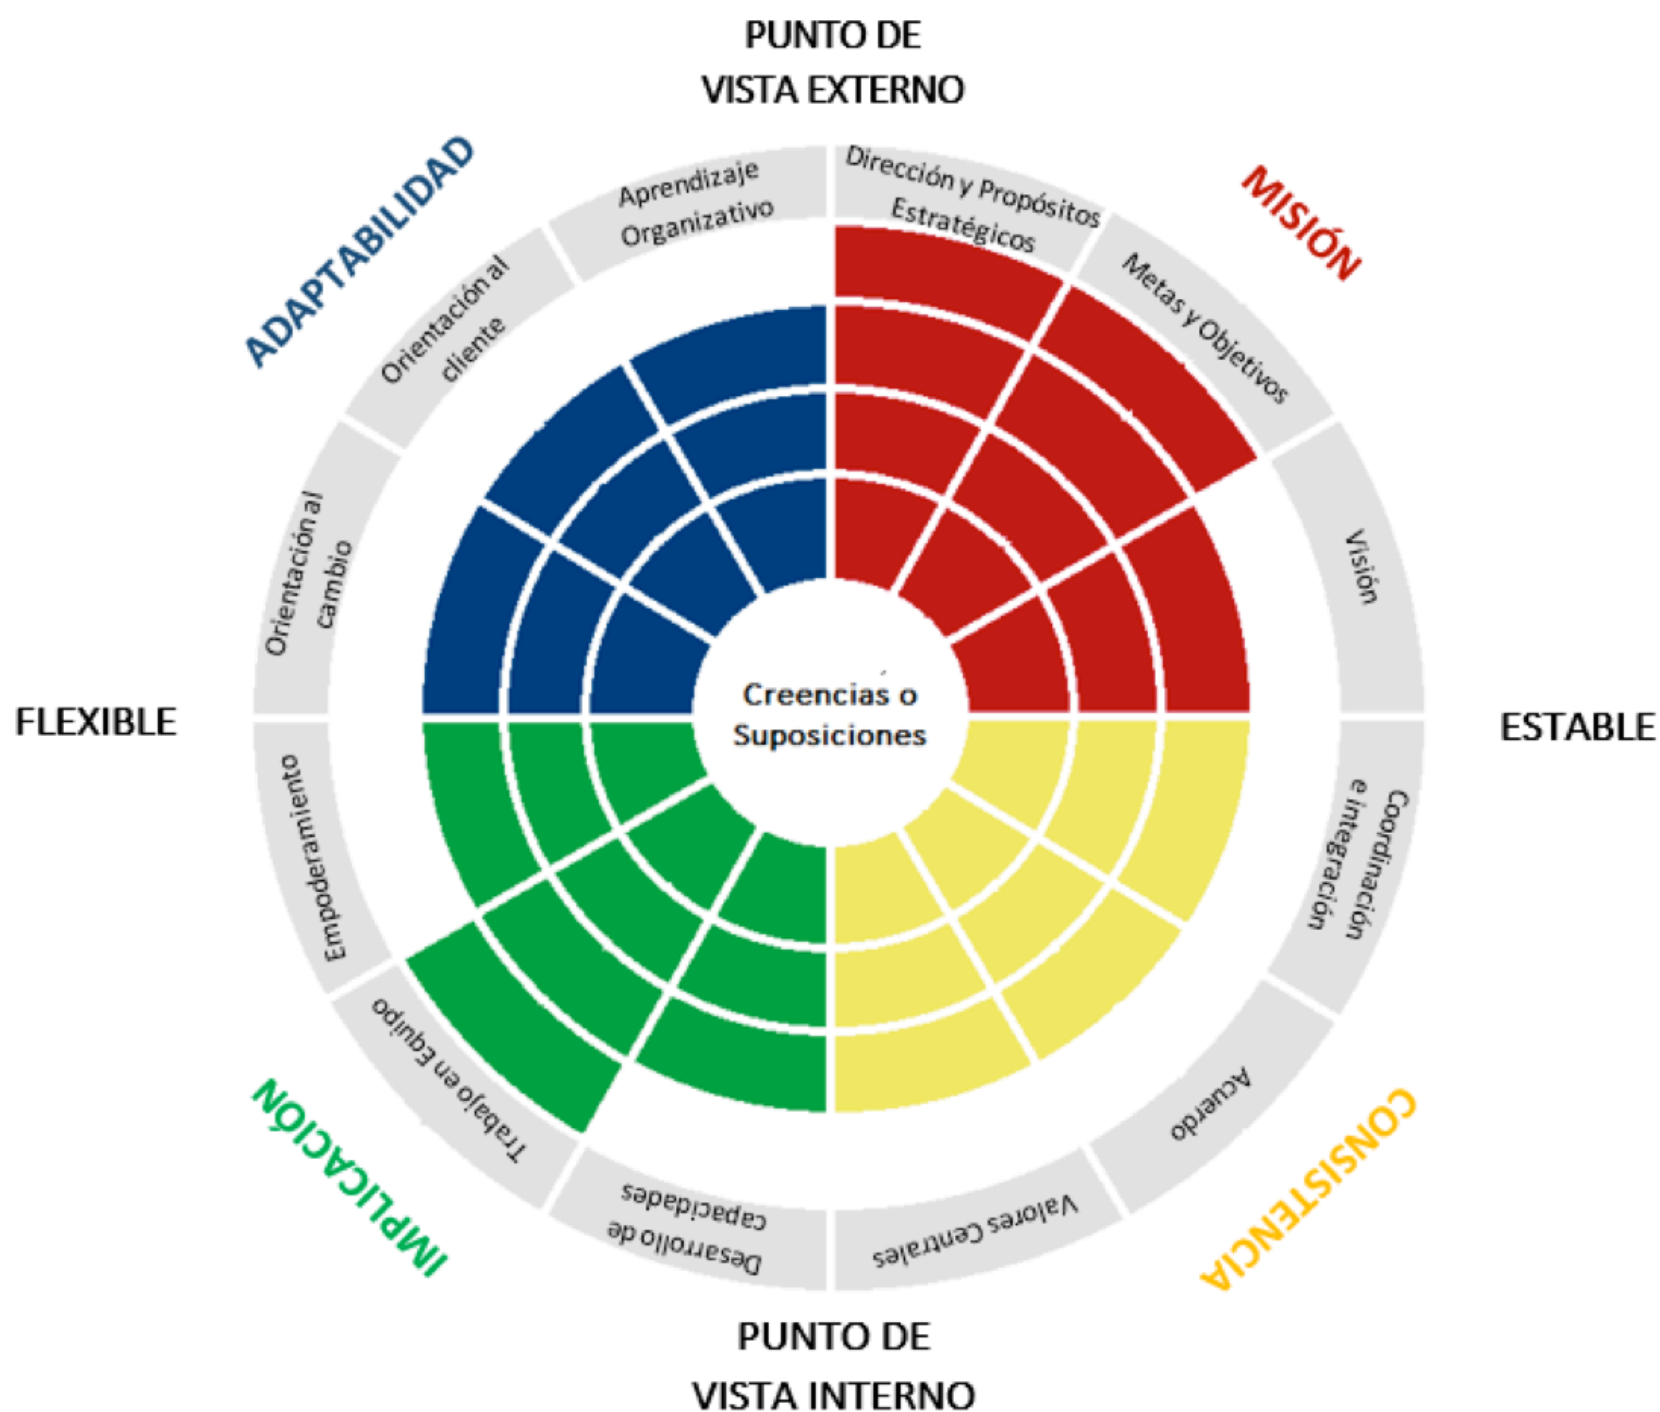 PUNTO DE
VISTA EXTERNO
ADAPTABILIDAD
MISIÓN
Aprendizaje
Organizativo
Dirección y Propósitos
Estratégicos
Orientación al
cliente
Metas y Objetivos
Orientación al
cambio
Visión
FLEXIBLE
Creencias o
Suposiciones
ESTABLE
Empoderamiento
Coordinación
e integración
Trabajo en Equipo
Acuerdo
Desarrollo de
capacidades
Valores Centrales
IMPLICACIÓN
CONSISTENCIA
PUNTO DE
VISTA INTERNO